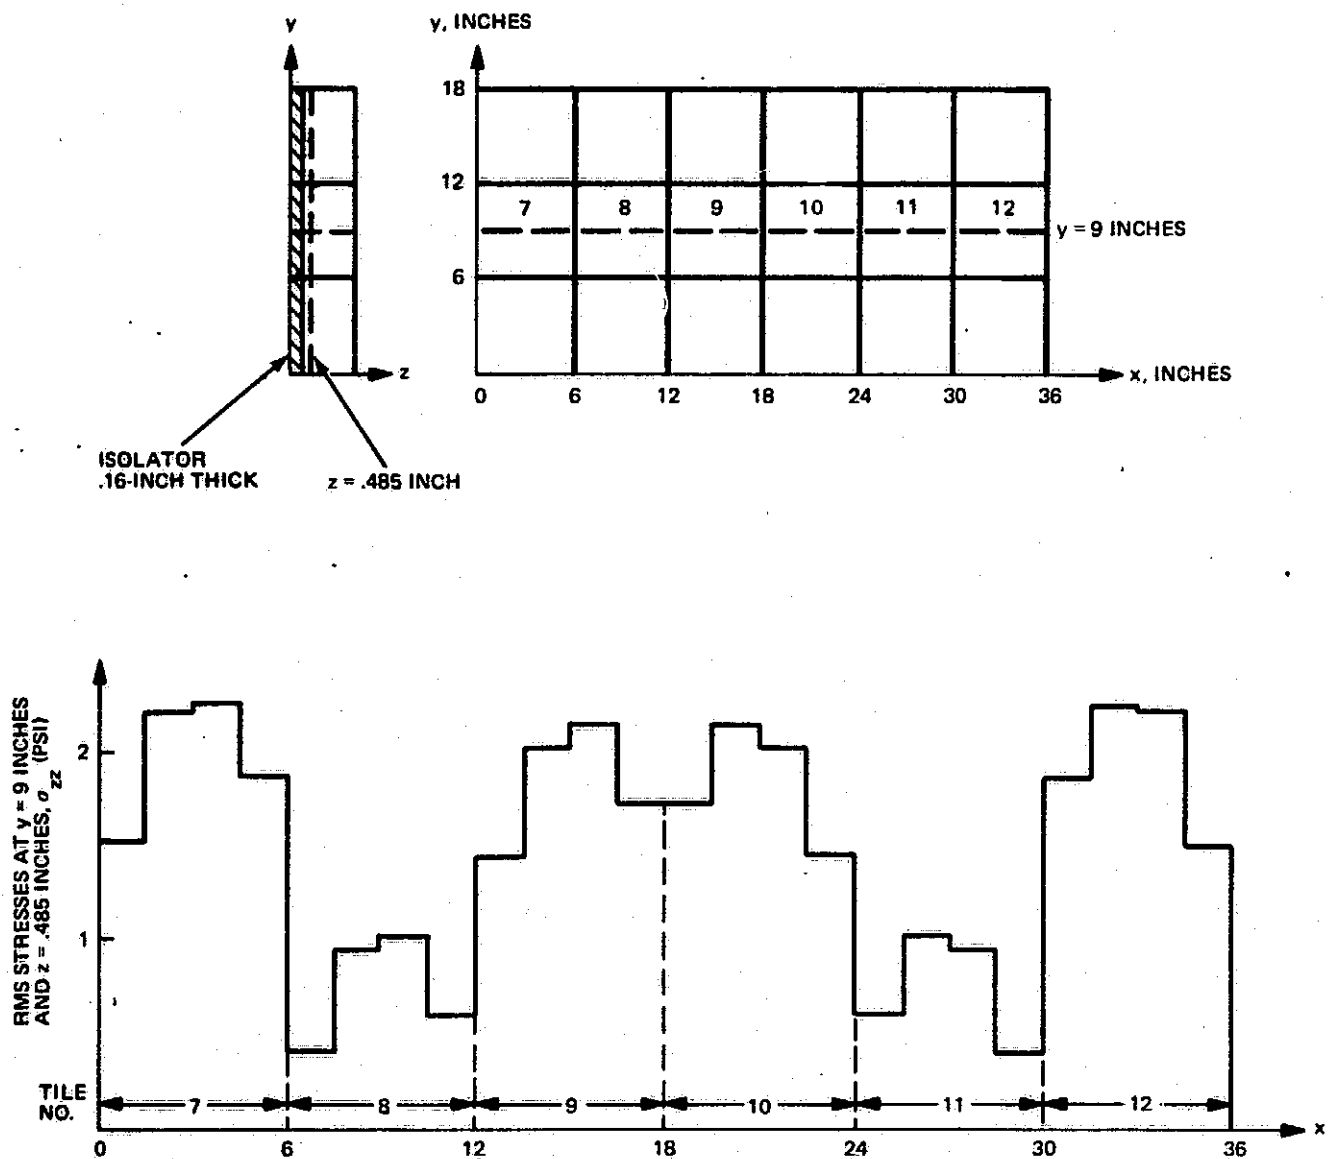 y
y, INCHES
18
12
7 8 9 10 11 12
y = 9 INCHES
6
z
x, INCHES
0 6 12 18 24 30 36
ISOLATOR
.16-INCH THICK
z = .485 INCH
RMS STRESSES AT y = 9 INCHES
AND z = .485 INCHES, σzz (PSI)
2
1
TILE
NO.
7 8 9 10 11 12
x
0 6 12 18 24 30 36